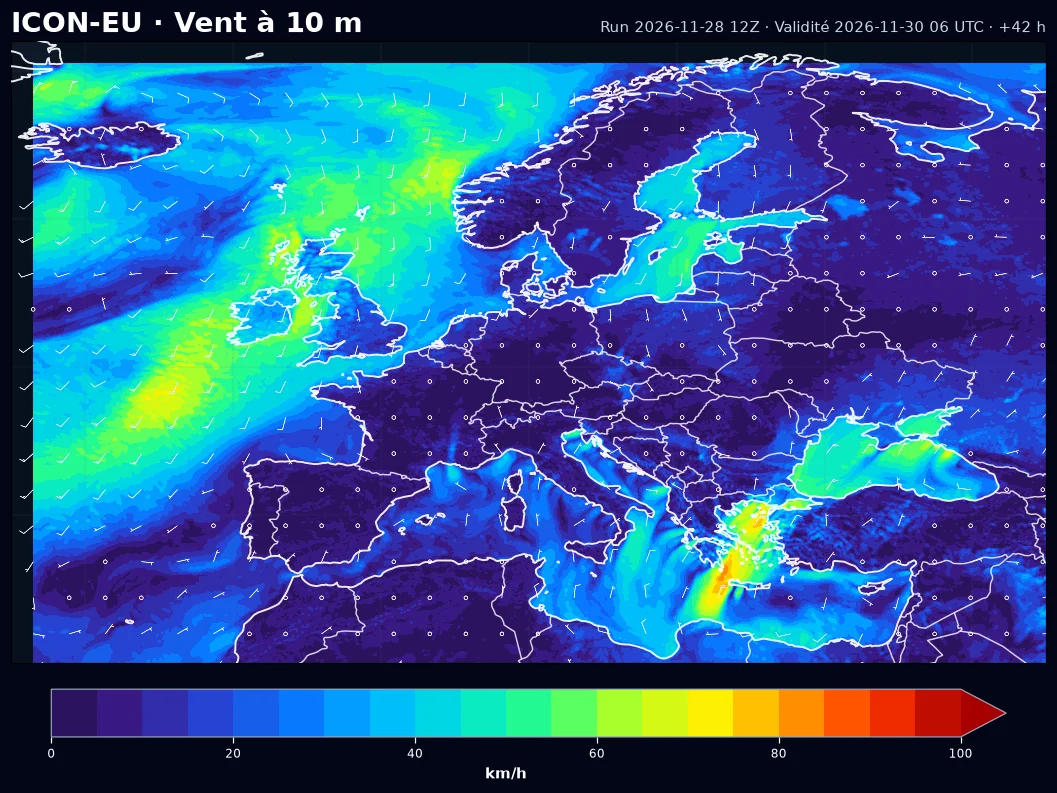 ICON-EU · Vent à 10 m
Run 2026-11-28 12Z · Validité 2026-11-30 06 UTC · +42 h
0 20 40 60 80 100
km/h